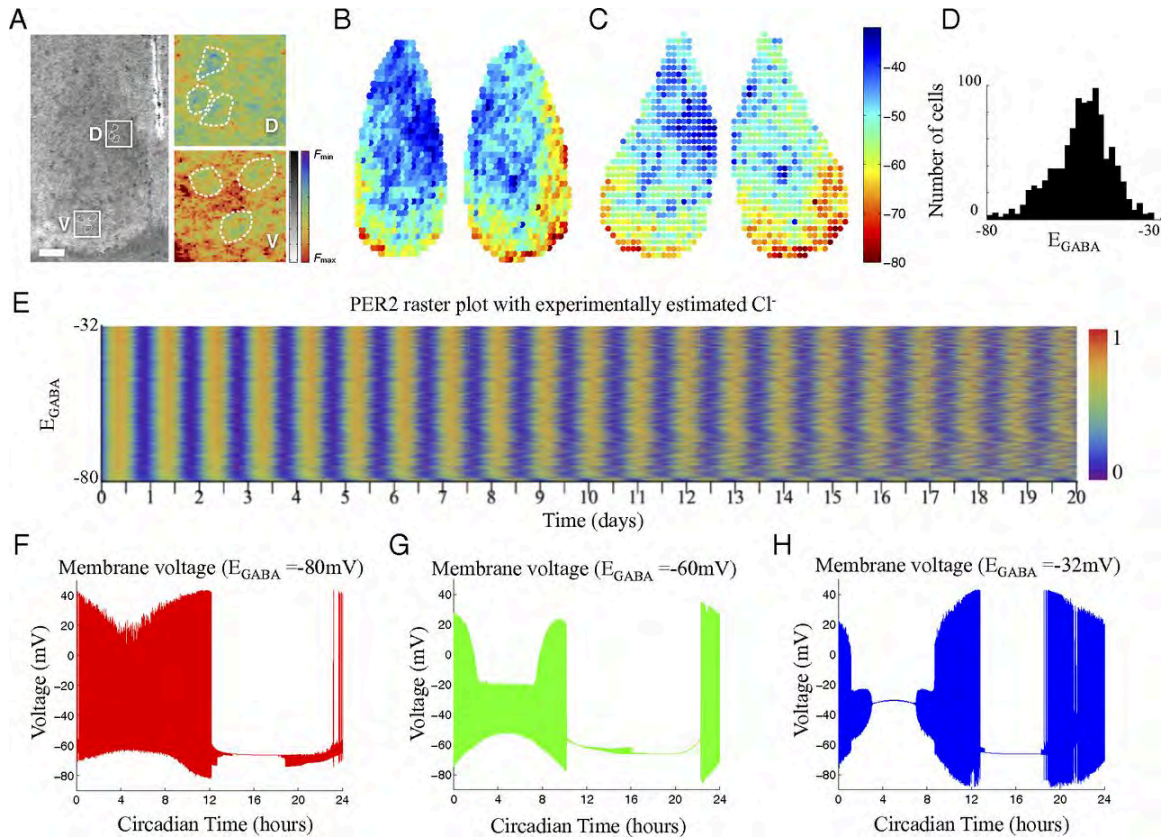 A
D
V
D
V
Fmin
Fmax
B
C
-40
-50
-60
-70
-80
D
Number of cells
100
0
-80
-30
EGABA
E
PER2 raster plot with experimentally estimated Cl-
EGABA
-32
-80
0 1 2 3 4 5 6 7 8 9 10 11 12 13 14 15 16 17 18 19 20
Time (days)
1
0
F
Membrane voltage (EGABA =-80mV)
Voltage (mV)
40
20
0
-20
-40
-60
-80
0 4 8 12 16 20 24
Circadian Time (hours)
G
Membrane voltage (EGABA =-60mV)
Voltage (mV)
40
20
0
-20
-40
-60
-80
0 4 8 12 16 20 24
Circadian Time (hours)
H
Membrane voltage (EGABA =-32mV)
Voltage (mV)
40
20
0
-20
-40
-60
-80
0 4 8 12 16 20 24
Circadian Time (hours)